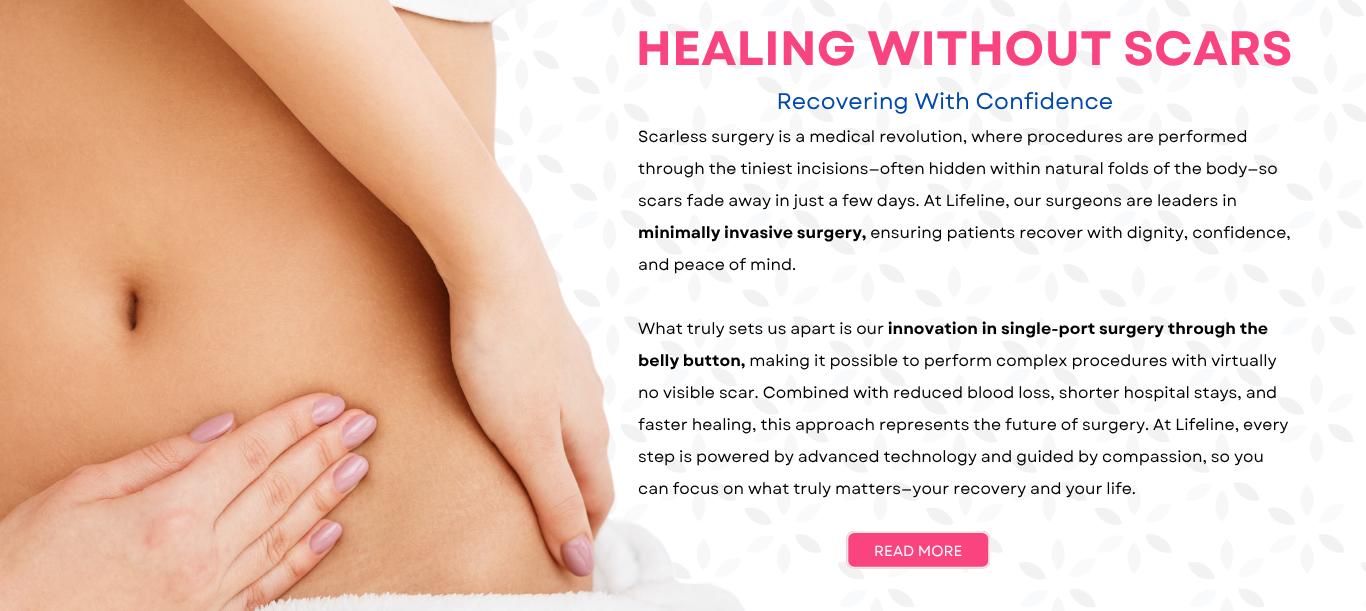 HEALING WITHOUT SCARS
Recovering With Confidence
Scarless surgery is a medical revolution, where procedures are performed
through the tiniest incisions—often hidden within natural folds of the body—so
scars fade away in just a few days. At Lifeline, our surgeons are leaders in
minimally invasive surgery, ensuring patients recover with dignity, confidence,
and peace of mind.
What truly sets us apart is our innovation in single-port surgery through the
belly button, making it possible to perform complex procedures with virtually
no visible scar. Combined with reduced blood loss, shorter hospital stays, and
faster healing, this approach represents the future of surgery. At Lifeline, every
step is powered by advanced technology and guided by compassion, so you
can focus on what truly matters—your recovery and your life.
READ MORE